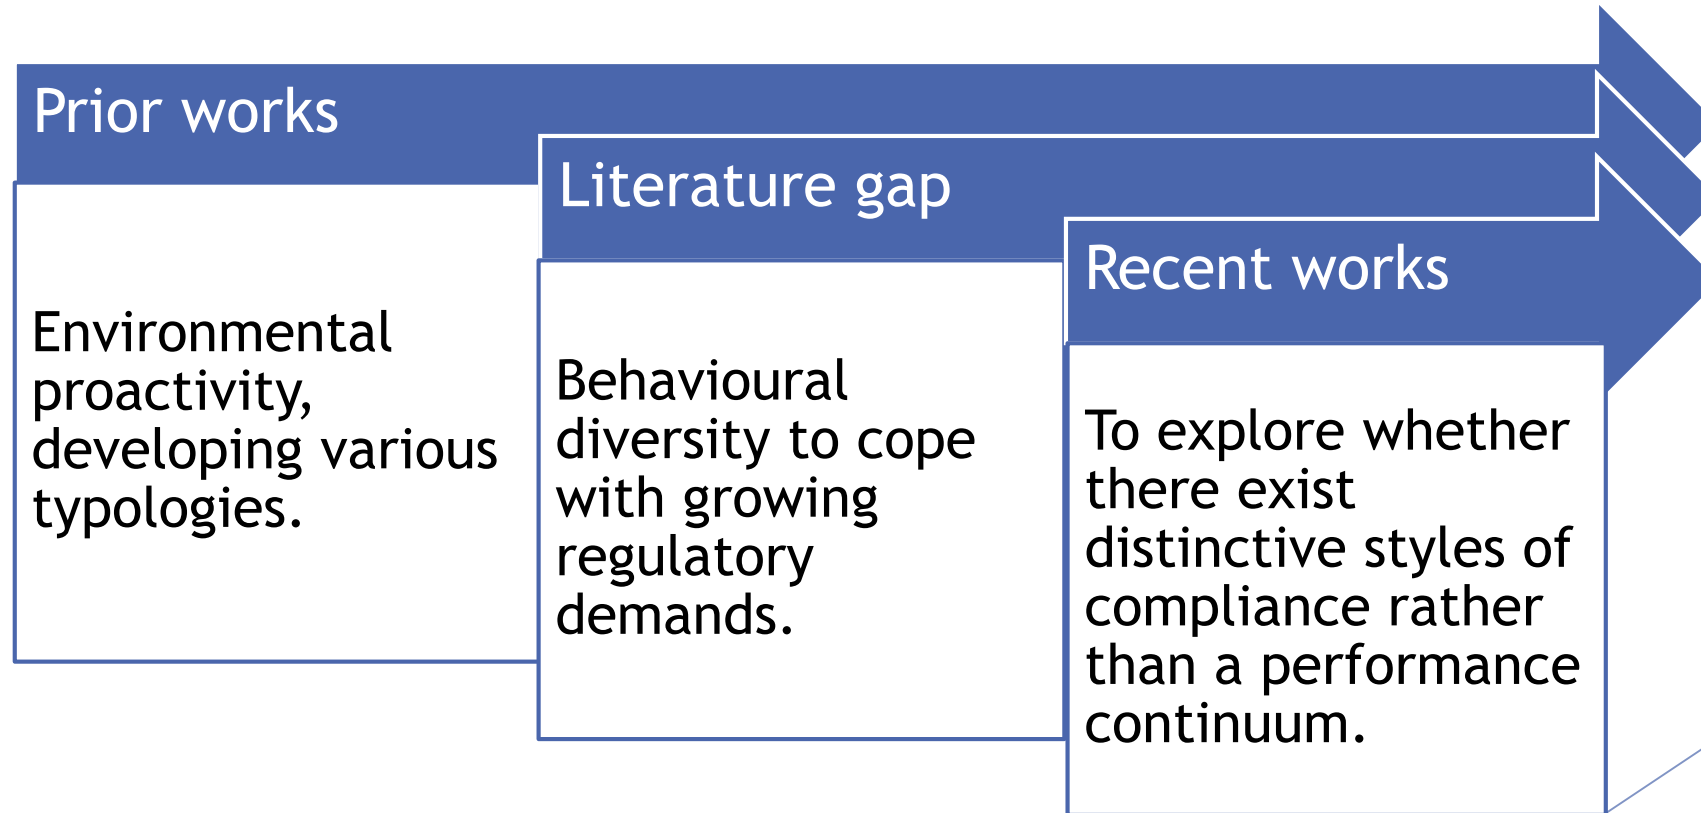 Prior works
Environmental
proactivity,
developing various
typologies.
Literature gap
Behavioural
diversity to cope
with growing
regulatory
demands.
Recent works
To explore whether
there exist
distinctive styles of
compliance rather
than a performance
continuum.